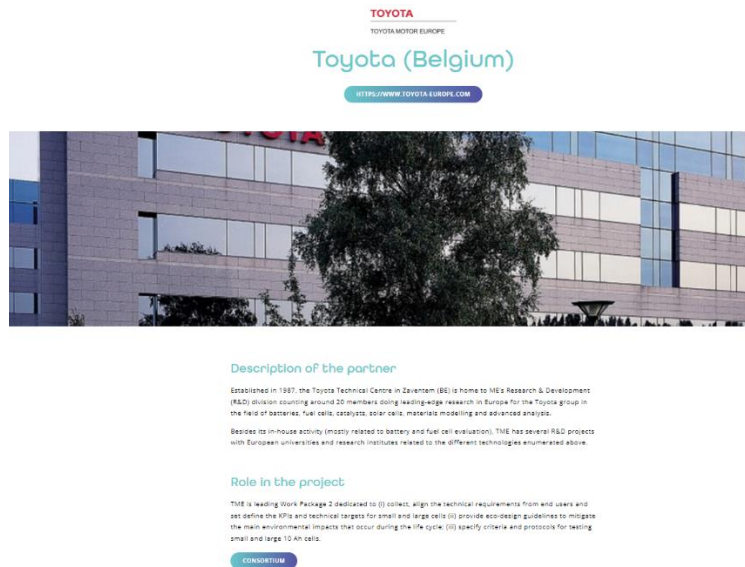 TOYOTA
TOYOTA MOTOR EUROPE
Toyota (Belgium)
HTTPS://WWW.TOYOTA-EUROPE.COM
TOYOTA
Description of the partner
Established in 1987, the Toyota Technical Centre in Zaventem (BE) is home to ME's Research & Development
(R&D) division counting around 20 members doing leading-edge research in Europe for the Toyota group in
the field of batteries, fuel cells, catalysts, solar cells, materials modelling and advanced analysis.
Besides its in-house activity (mostly related to battery and fuel cell evaluation), TME has several R&D projects
with European universities and research institutes related to the different technologies enumerated above.
Role in the project
TME is leading Work Package 2 dedicated to (i) collect, align the technical requirements from end users and
set define the KPIs and technical targets for small and large cells (ii) provide eco-design guidelines to mitigate
the main environmental impacts that occur during the life cycle; (iii) specify criteria and protocols for testing
small and large 10 Ah cells.
CONSORTIUM